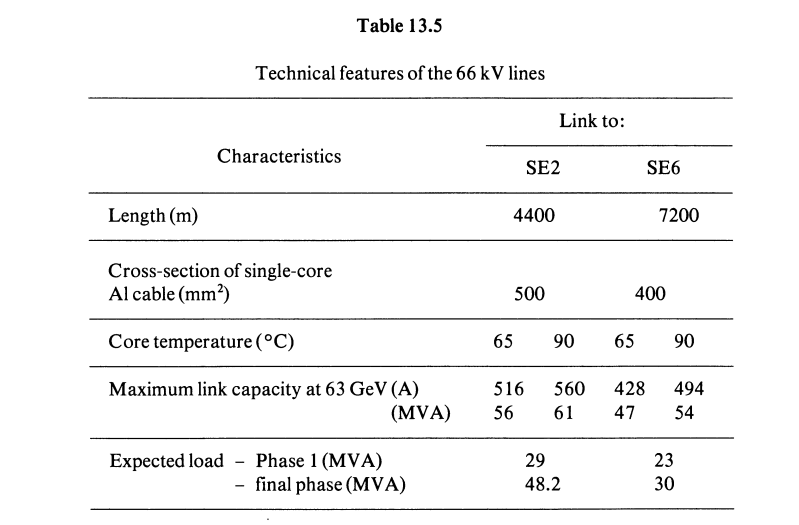 Table 13.5
Technical features of the 66 kV lines
Link to:
Characteristics
SE2 SE6
Length (m) 4400 7200
Cross-section of single-core
Al cable (mm²) 500 400
Core temperature (°C) 65 90 65 90
Maximum link capacity at 63 GeV (A) 516 560 428 494
(MVA) 56 61 47 54
Expected load – Phase 1 (MVA) 29 23
– final phase (MVA) 48.2 30